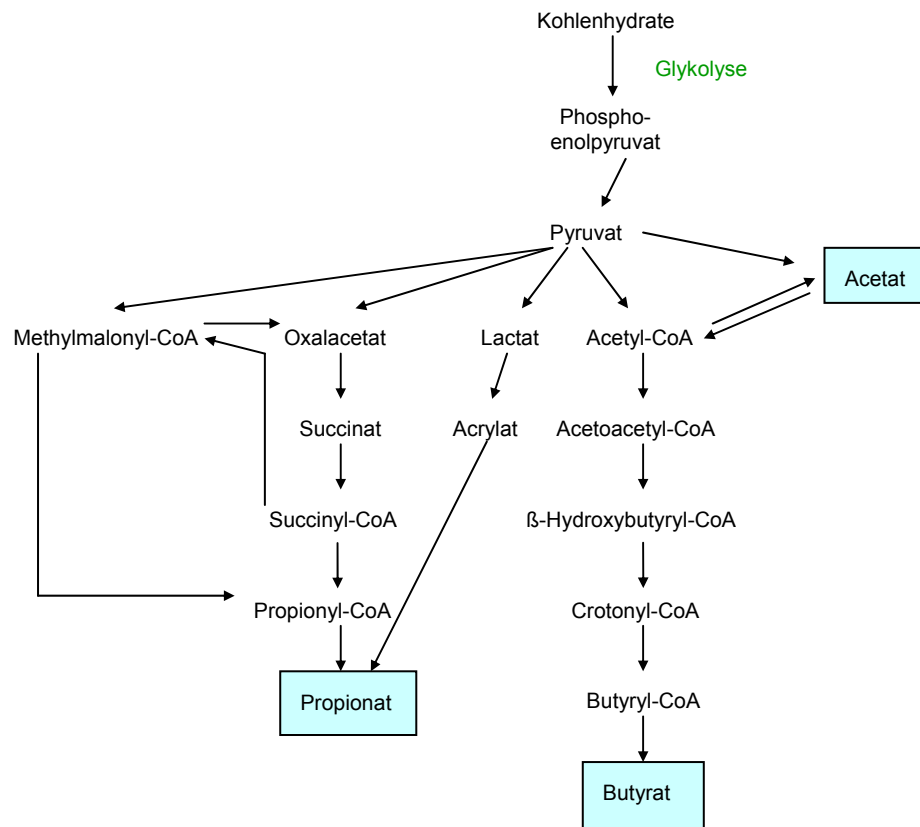 Kohlenhydrate
Glykolyse
Phospho-
enolpyruvat
Pyruvat
Acetat
Methylmalonyl-CoA
Oxalacetat
Lactat
Acetyl-CoA
Succinat
Acrylat
Acetoacetyl-CoA
Succinyl-CoA
ß-Hydroxybutyryl-CoA
Propionyl-CoA
Crotonyl-CoA
Propionat
Butyryl-CoA
Butyrat